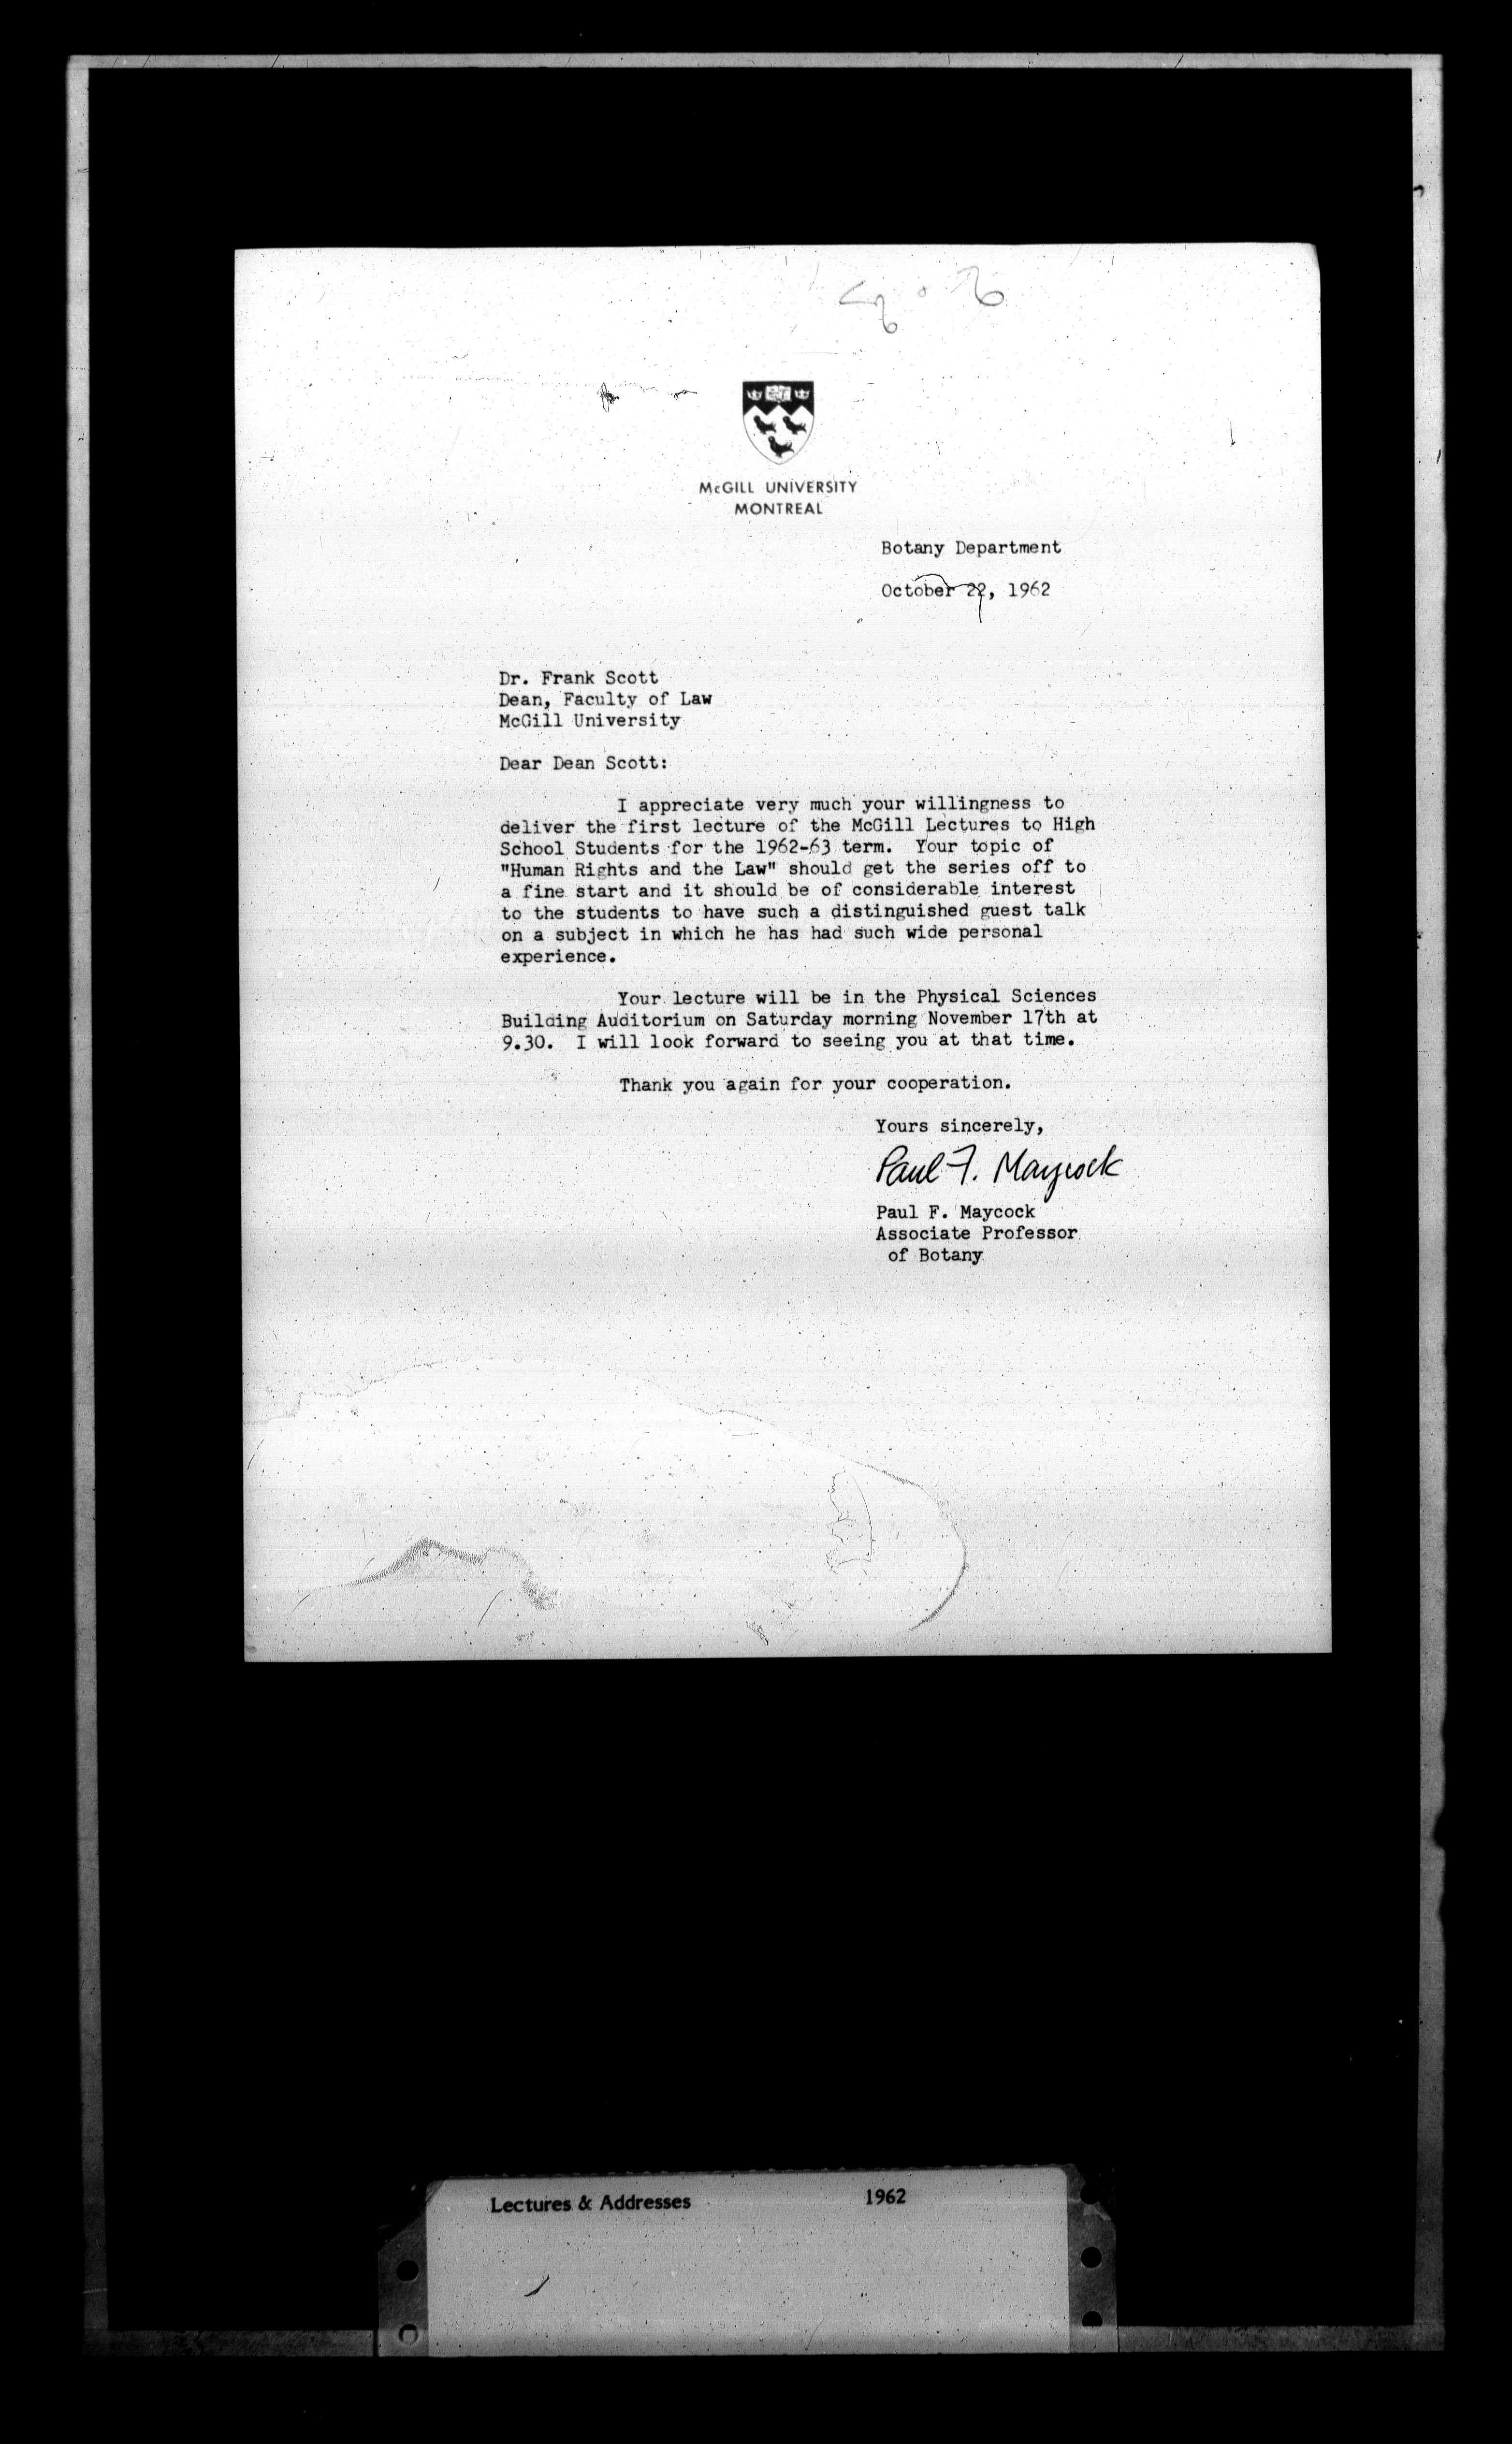 McGILL UNIVERSITY
MONTREAL
Botany Department
October 22, 1962
Dr. Frank Scott
Dean, Faculty of Law
McGill University
Dear Dean Scott:
I appreciate very much your willingness to
deliver the first lecture of the McGill Lectures to High
School Students for the 1962-63 term. Your topic of
"Human Rights and the Law" should get the series off to
a fine start and it should be of considerable interest
to the students to have such a distinguished guest talk
on a subject in which he has had such wide personal
experience.
Your lecture will be in the Physical Sciences
Building Auditorium on Saturday morning November 17th at
9.30. I will look forward to seeing you at that time.
Thank you again for your cooperation.
Yours sincerely,
Paul F. Maycock
Paul F. Maycock
Associate Professor
of Botany
Lectures & Addresses 1962